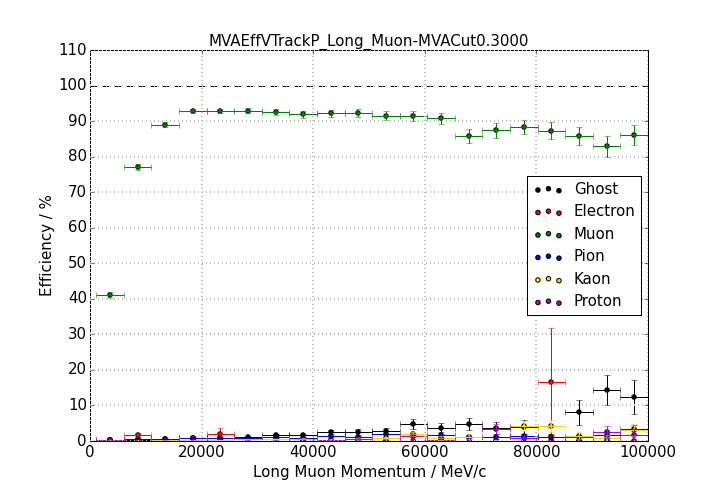 MVAEffVTrackP_Long_Muon-MVACut0.3000
110
100
90
80
70
60
50
40
30
20
10
0
Efficiency / %
Ghost
Electron
Muon
Pion
Kaon
Proton
0 20000 40000 60000 80000 100000
Long Muon Momentum / MeV/c